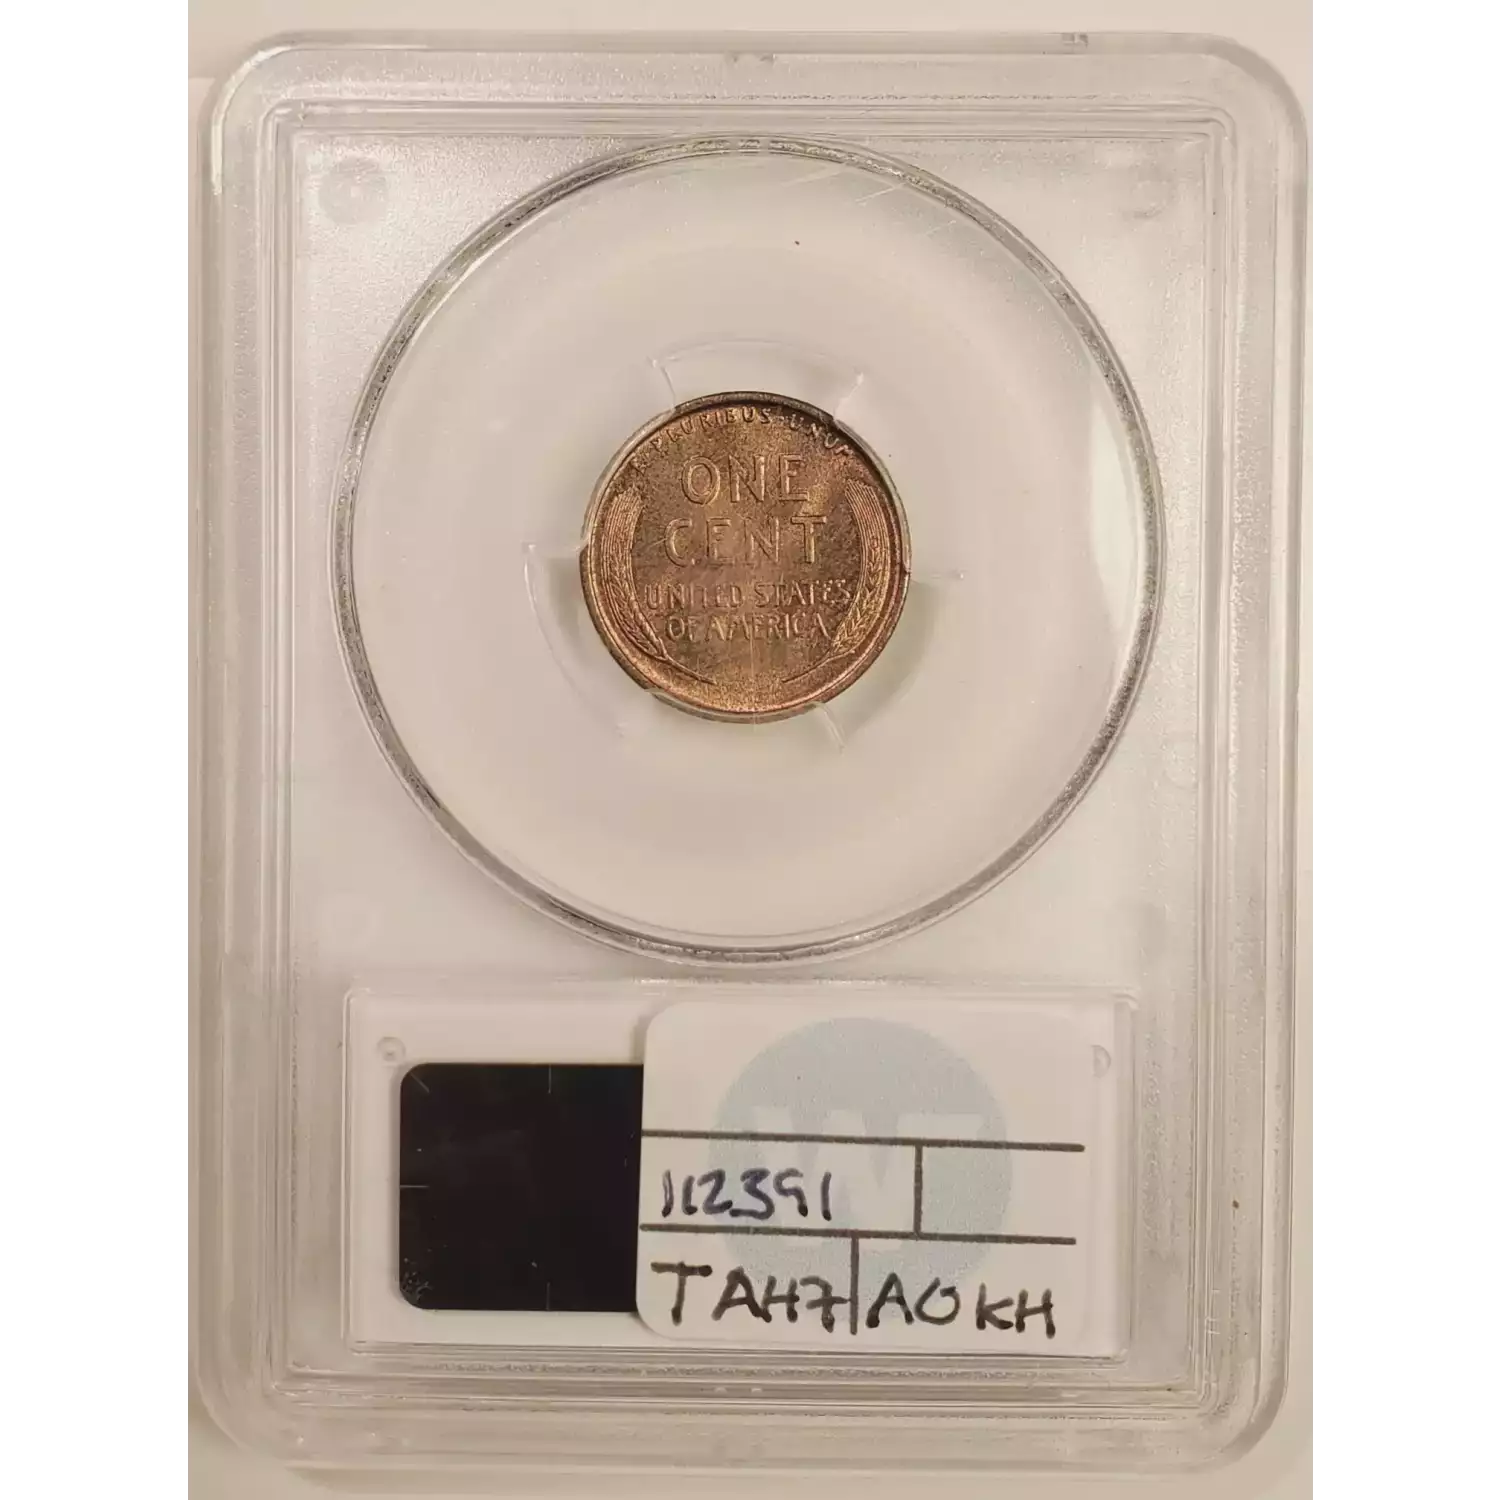 E·PLURIBUS·UNUM
ONE
CENT
UNITED STATES
OF AMERICA
W
112391
TAH7 AOKH